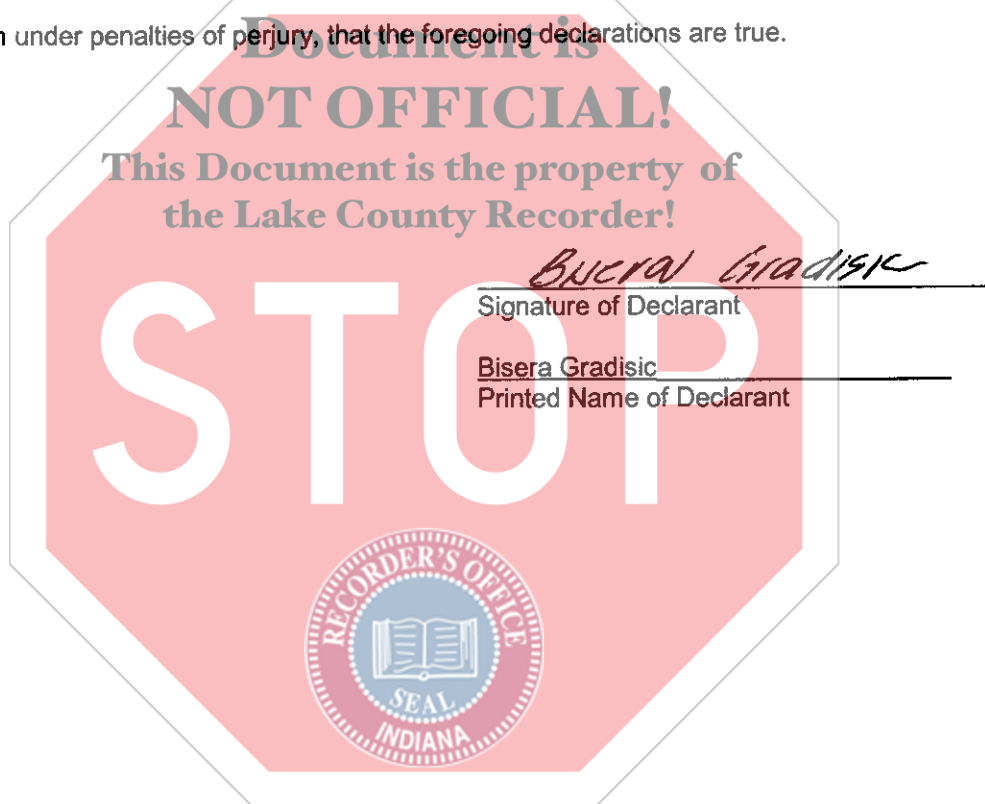 under penalties of perjury, that the foregoing declarations are true.
Document is
NOT OFFICIAL!
This Document is the property of
the Lake County Recorder!
Bisera Gradisic
Signature of Declarant
Bisera Gradisic
Printed Name of Declarant
STOP
RECORDER'S OFFICE
SEAL
INDIANA